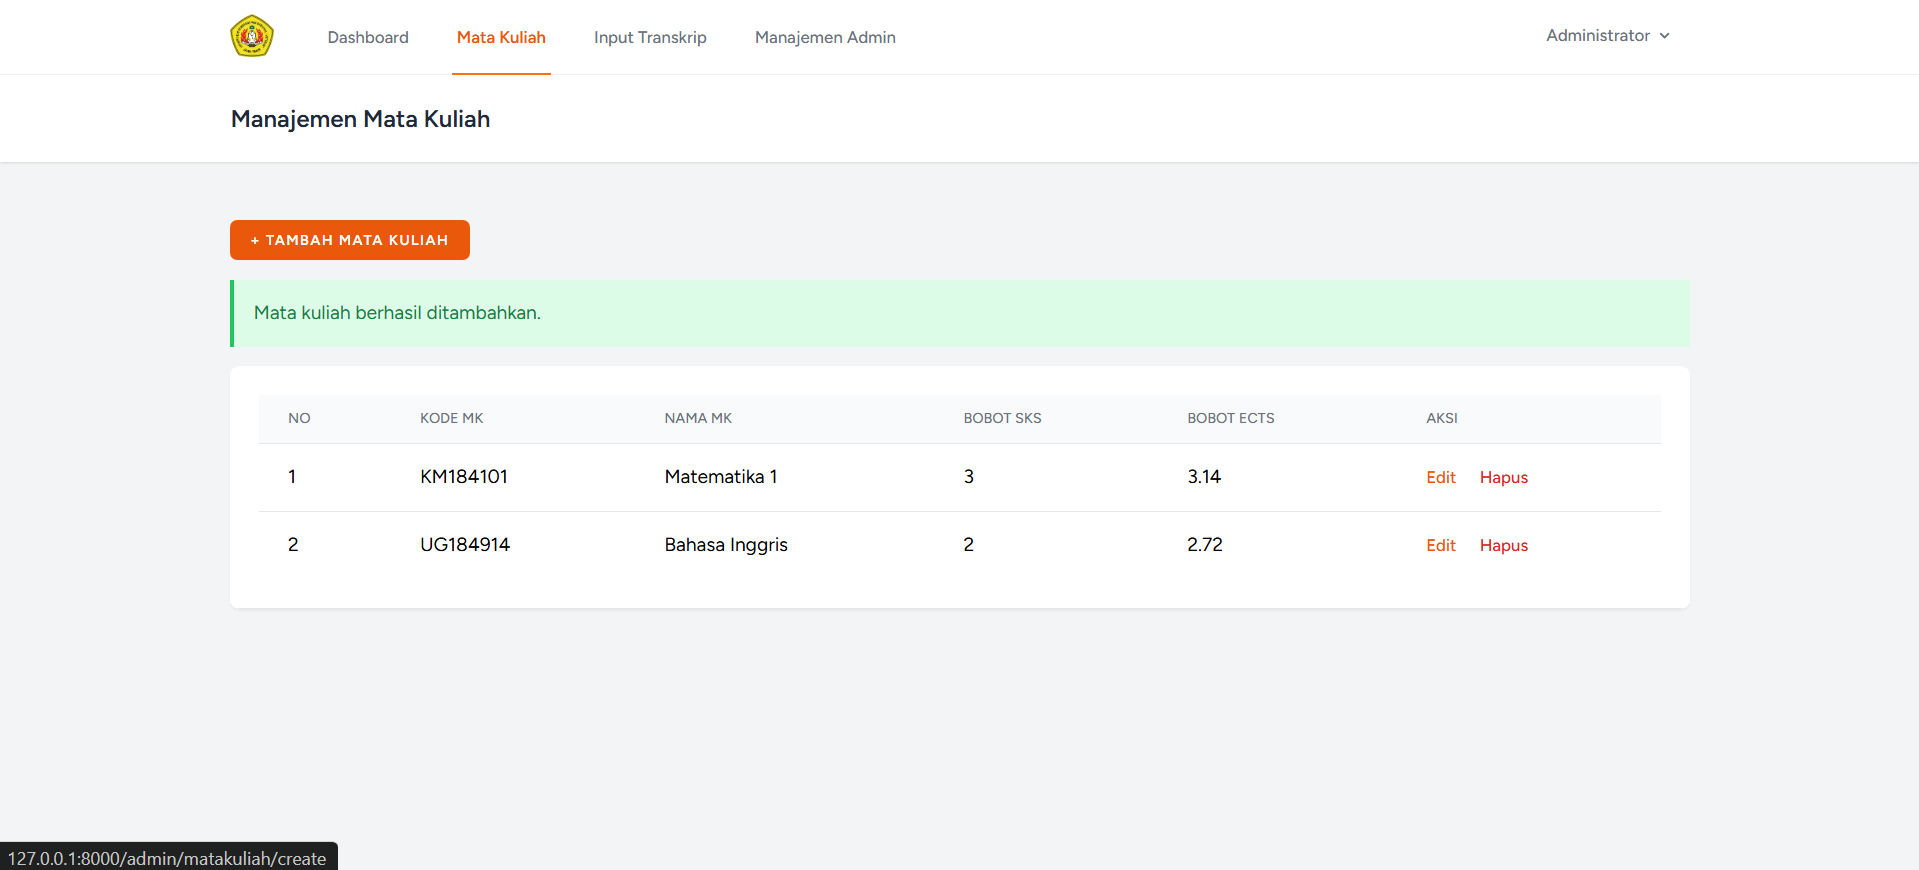 Dashboard Mata Kuliah Input Transkrip Manajemen Admin Administrator
Manajemen Mata Kuliah
+ TAMBAH MATA KULIAH
Mata kuliah berhasil ditambahkan.
NO KODE MK NAMA MK BOBOT SKS BOBOT ECTS AKSI
1 KM184101 Matematika 1 3 3.14 Edit Hapus
2 UG184914 Bahasa Inggris 2 2.72 Edit Hapus
127.0.0.1:8000/admin/matakuliah/create